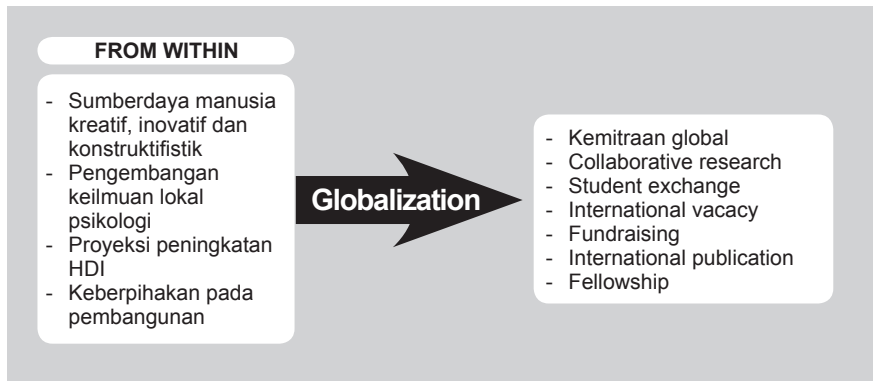 FROM WITHIN
- Sumberdaya manusia
kreatif, inovatif dan
konstruktifistik
- Pengembangan
keilmuan lokal
psikologi
- Proyeksi peningkatan
HDI
- Keberpihakan pada
pembangunan
Globalization
- Kemitraan global
- Collaborative research
- Student exchange
- International vacacy
- Fundraising
- International publication
- Fellowship